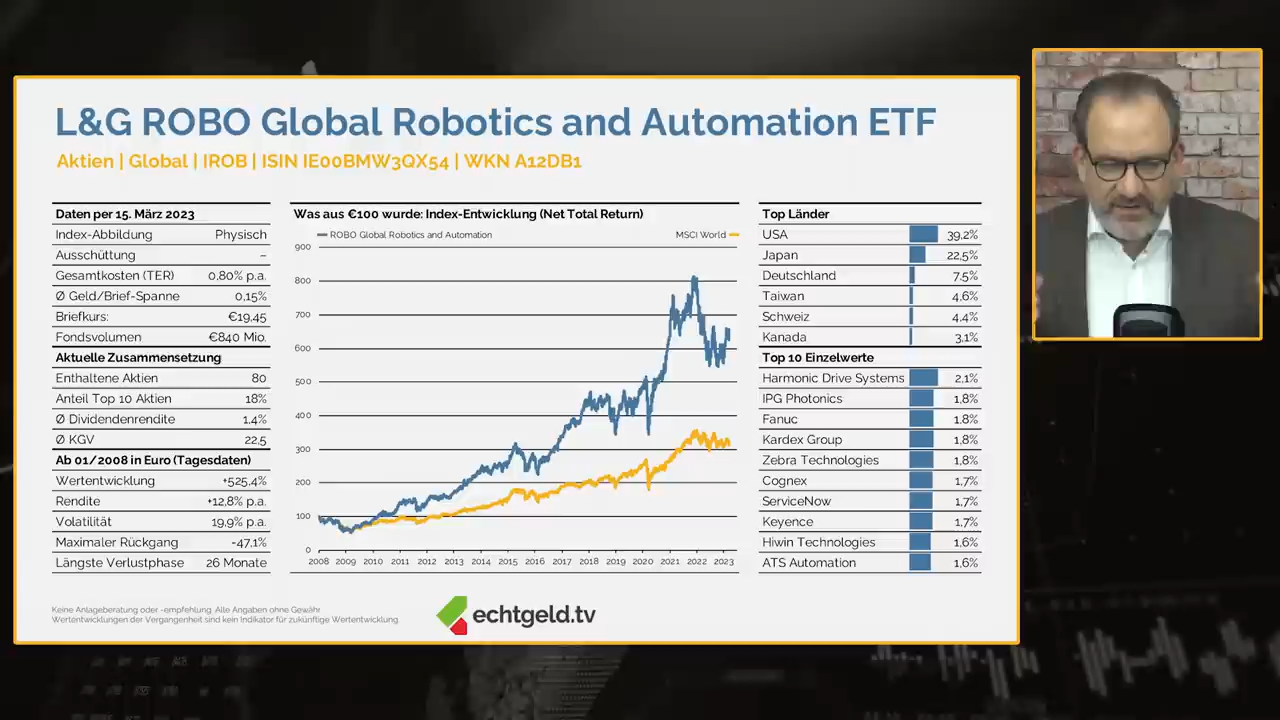 L&G ROBO Global Robotics and Automation ETF
Aktien | Global | IROB | ISIN IE00BMW3QX54 | WKN A12DB1
Daten per 15. März 2023
Index-Abbildung Physisch
Ausschüttung –
Gesamtkosten (TER) 0,80% p.a.
Ø Geld/Brief-Spanne 0,15%
Briefkurs: €19,45
Fondsvolumen €840 Mio.
Aktuelle Zusammensetzung
Enthaltene Aktien 80
Anteil Top 10 Aktien 18%
Ø Dividendenrendite 1,4%
Ø KGV 22,5
Ab 01/2008 in Euro (Tagesdaten)
Wertentwicklung +525,4%
Rendite +12,8% p.a.
Volatilität 19,9% p.a.
Maximaler Rückgang -47,1%
Längste Verlustphase 26 Monate
Was aus €100 wurde: Index-Entwicklung (Net Total Return)
ROBO Global Robotics and Automation MSCI World
900
800
700
600
500
400
300
200
100
0
2008 2009 2010 2011 2012 2013 2014 2015 2016 2017 2018 2019 2020 2021 2022 2023
Top Länder
USA 39,2%
Japan 22,5%
Deutschland 7,5%
Taiwan 4,6%
Schweiz 4,4%
Kanada 3,1%
Top 10 Einzelwerte
Harmonic Drive Systems 2,1%
IPG Photonics 1,8%
Fanuc 1,8%
Kardex Group 1,8%
Zebra Technologies 1,8%
Cognex 1,7%
ServiceNow 1,7%
Keyence 1,7%
Hiwin Technologies 1,6%
ATS Automation 1,6%
Keine Anlageberatung oder -empfehlung. Alle Angaben ohne Gewähr.
Wertentwicklungen der Vergangenheit sind kein Indikator für zukünftige Wertentwicklung.
echtgeld.tv